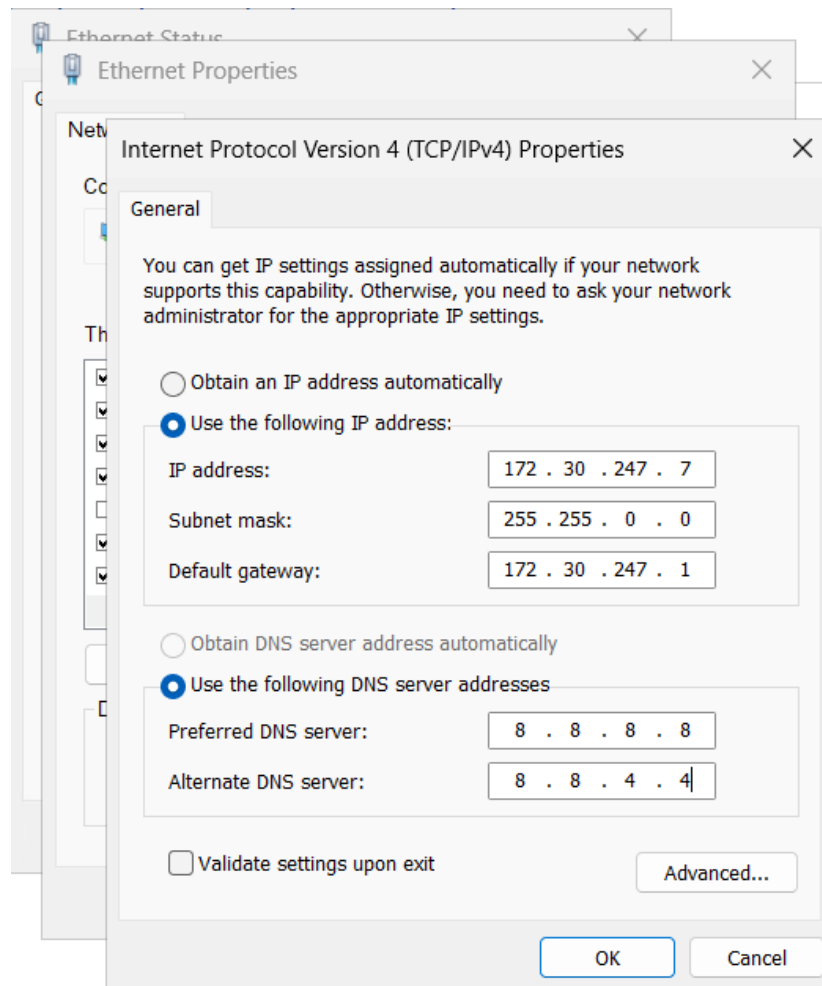 Ethernet Status
Ethernet Properties
Internet Protocol Version 4 (TCP/IPv4) Properties
General
You can get IP settings assigned automatically if your network
supports this capability. Otherwise, you need to ask your network
administrator for the appropriate IP settings.
Obtain an IP address automatically
Use the following IP address:
IP address: 172 . 30 . 247 . 7
Subnet mask: 255 . 255 . 0 . 0
Default gateway: 172 . 30 . 247 . 1
Obtain DNS server address automatically
Use the following DNS server addresses
Preferred DNS server: 8 . 8 . 8 . 8
Alternate DNS server: 8 . 8 . 4 . 4
Validate settings upon exit
Advanced...
OK Cancel